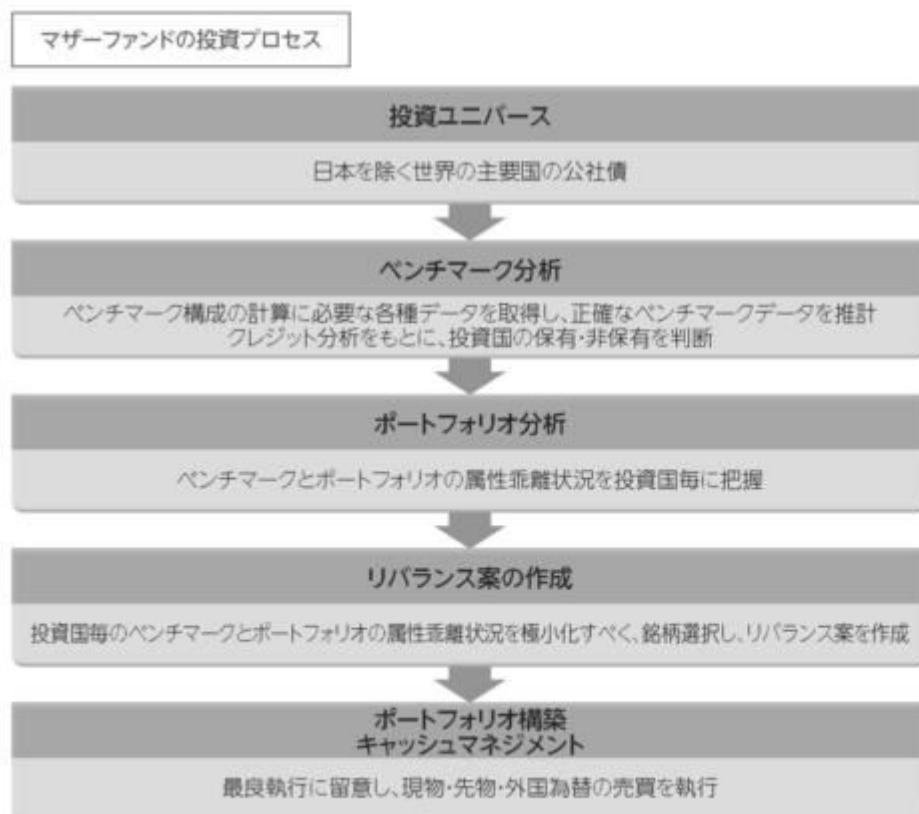 マザーファンドの投資プロセス
投資ユニバース
日本を除く世界の主要国の公社債
ベンチマーク分析
ベンチマーク構成の計算に必要な各種データを取得し、正確なベンチマークデータを推計
クレジット分析をもとに、投資国の保有・非保有を判断
ポートフォリオ分析
ベンチマークとポートフォリオの属性乖離状況を投資国毎に把握
リバランス案の作成
投資国毎のベンチマークとポートフォリオの属性乖離状況を極小化すべく、銘柄選択し、リバランス案を作成
ポートフォリオ構築
キャッシュマネジメント
最良執行に留意し、現物・先物・外国為替の売買を執行